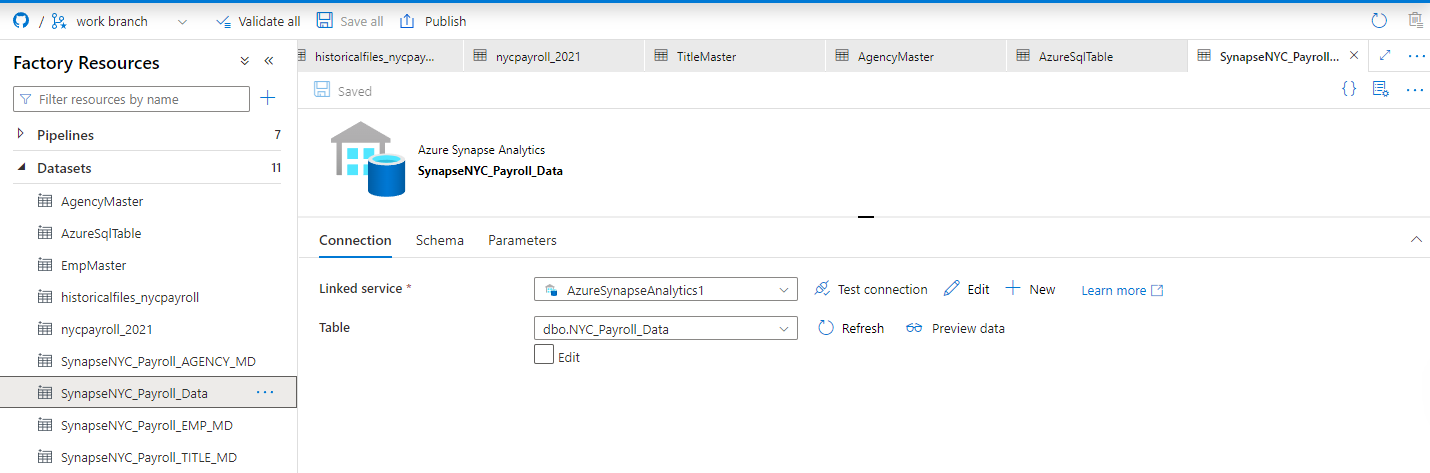 / work branch Validate all Save all Publish
Factory Resources
Filter resources by name
Pipelines 7
Datasets 11
AgencyMaster
AzureSqlTable
EmpMaster
historicalfiles_nycpayroll
nycpayroll_2021
SynapseNYC_Payroll_AGENCY_MD
SynapseNYC_Payroll_Data ...
SynapseNYC_Payroll_EMP_MD
SynapseNYC_Payroll_TITLE_MD
historicalfiles_nycpay... nycpayroll_2021 TitleMaster AgencyMaster AzureSqlTable SynapseNYC_Payroll... ...
Saved {} ...
Azure Synapse Analytics
SynapseNYC_Payroll_Data
Connection Schema Parameters
Linked service * AzureSynapseAnalytics1 Test connection Edit New Learn more
Table dbo.NYC_Payroll_Data Refresh Preview data
Edit